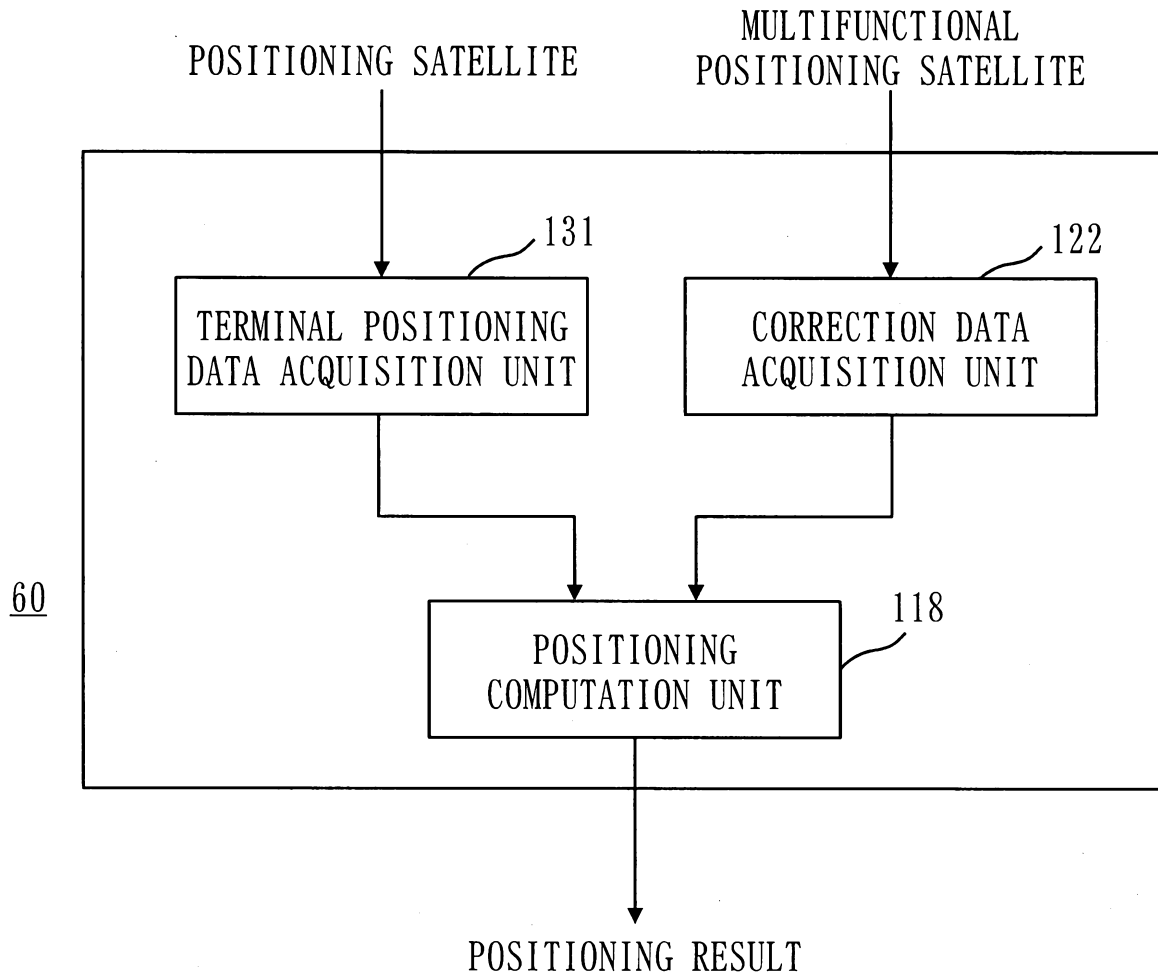 POSITIONING SATELLITE
MULTIFUNCTIONAL
POSITIONING SATELLITE
131
122
TERMINAL POSITIONING
DATA ACQUISITION UNIT
CORRECTION DATA
ACQUISITION UNIT
60
118
POSITIONING
COMPUTATION UNIT
POSITIONING RESULT